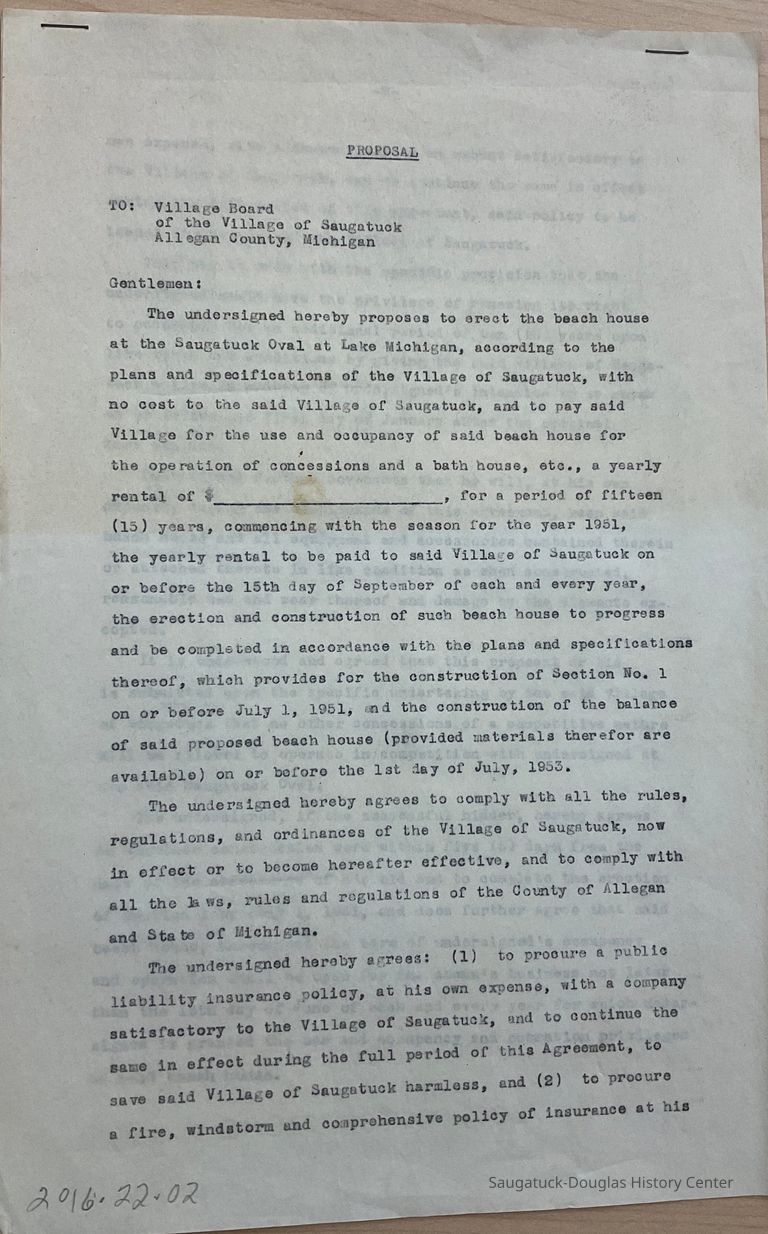 PROPOSAL
TO: Village Board
of the Village of Saugatuck
Allegan County, Michigan
Gentlemen:
The undersigned hereby proposes to erect the beach house
at the Saugatuck Oval at Lake Michigan, according to the
plans and specifications of the Village of Saugatuck, with
no cost to the said Village of Saugatuck, and to pay said
Village for the use and occupancy of said beach house for
the operation of concessions and a bath house, etc., a yearly
rental of $____________________, for a period of fifteen
(15) years, commencing with the season for the year 1951,
the yearly rental to be paid to said Village of Saugatuck on
or before the 15th day of September of each and every year,
the erection and construction of such beach house to progress
and be completed in accordance with the plans and specifications
thereof, which provides for the construction of Section No. 1
on or before July 1, 1951, and the construction of the balance
of said proposed beach house (provided materials therefor are
available) on or before the 1st day of July, 1953.
The undersigned hereby agrees to comply with all the rules,
regulations, and ordinances of the Village of Saugatuck, now
in effect or to become hereafter effective, and to comply with
all the laws, rules and regulations of the County of Allegan
and State of Michigan.
The undersigned hereby agrees: (1) to procure a public
liability insurance policy, at his own expense, with a company
satisfactory to the Village of Saugatuck, and to continue the
same in effect during the full period of this Agreement, to
save said Village of Saugatuck harmless, and (2) to procure
a fire, windstorm and comprehensive policy of insurance at his
Saugatuck-Douglas History Center
2016.22.02